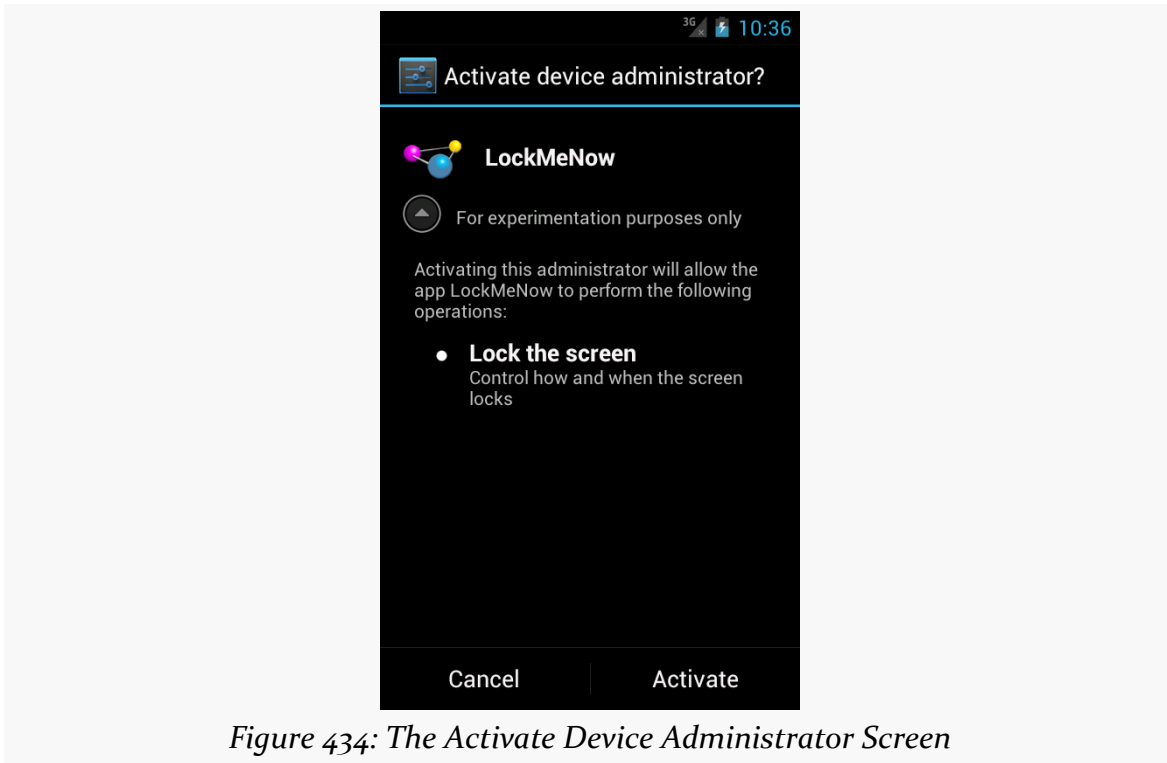 3G 10:36
Activate device administrator?
LockMeNow
For experimentation purposes only
Activating this administrator will allow the
app LockMeNow to perform the following
operations:
Lock the screen
Control how and when the screen
locks
Cancel Activate
Figure 434: The Activate Device Administrator Screen